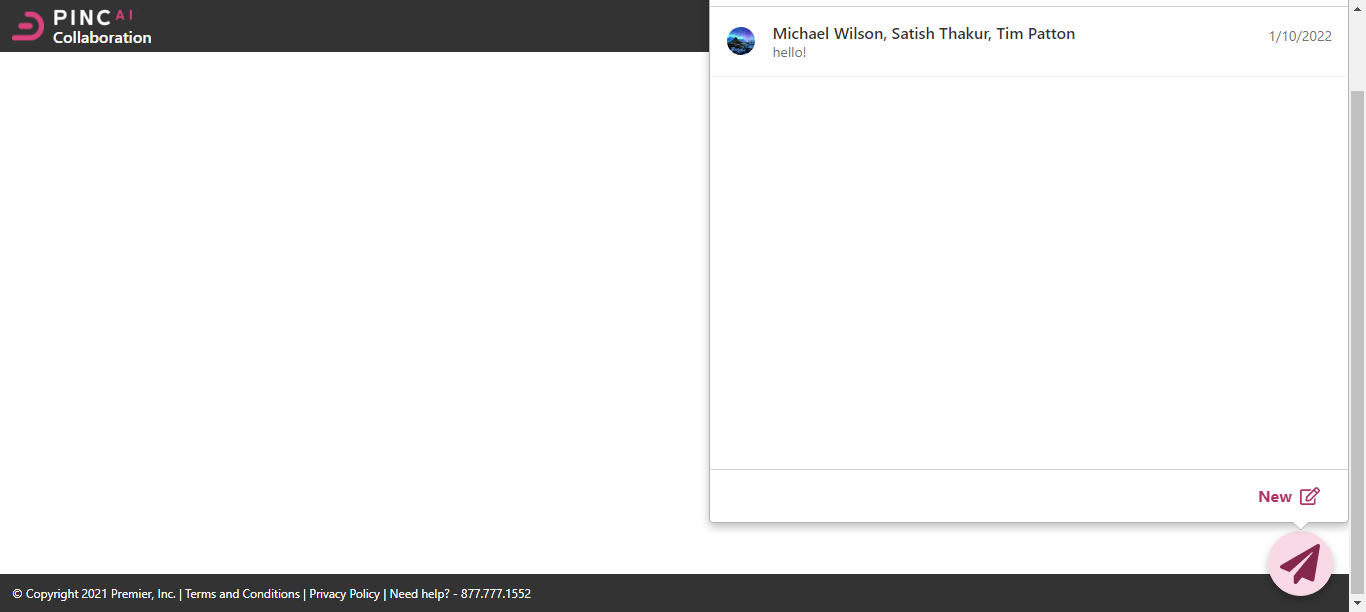 PINC AI
Collaboration
Michael Wilson, Satish Thakur, Tim Patton
1/10/2022
hello!
New
© Copyright 2021 Premier, Inc. | Terms and Conditions | Privacy Policy | Need help? - 877.777.1552